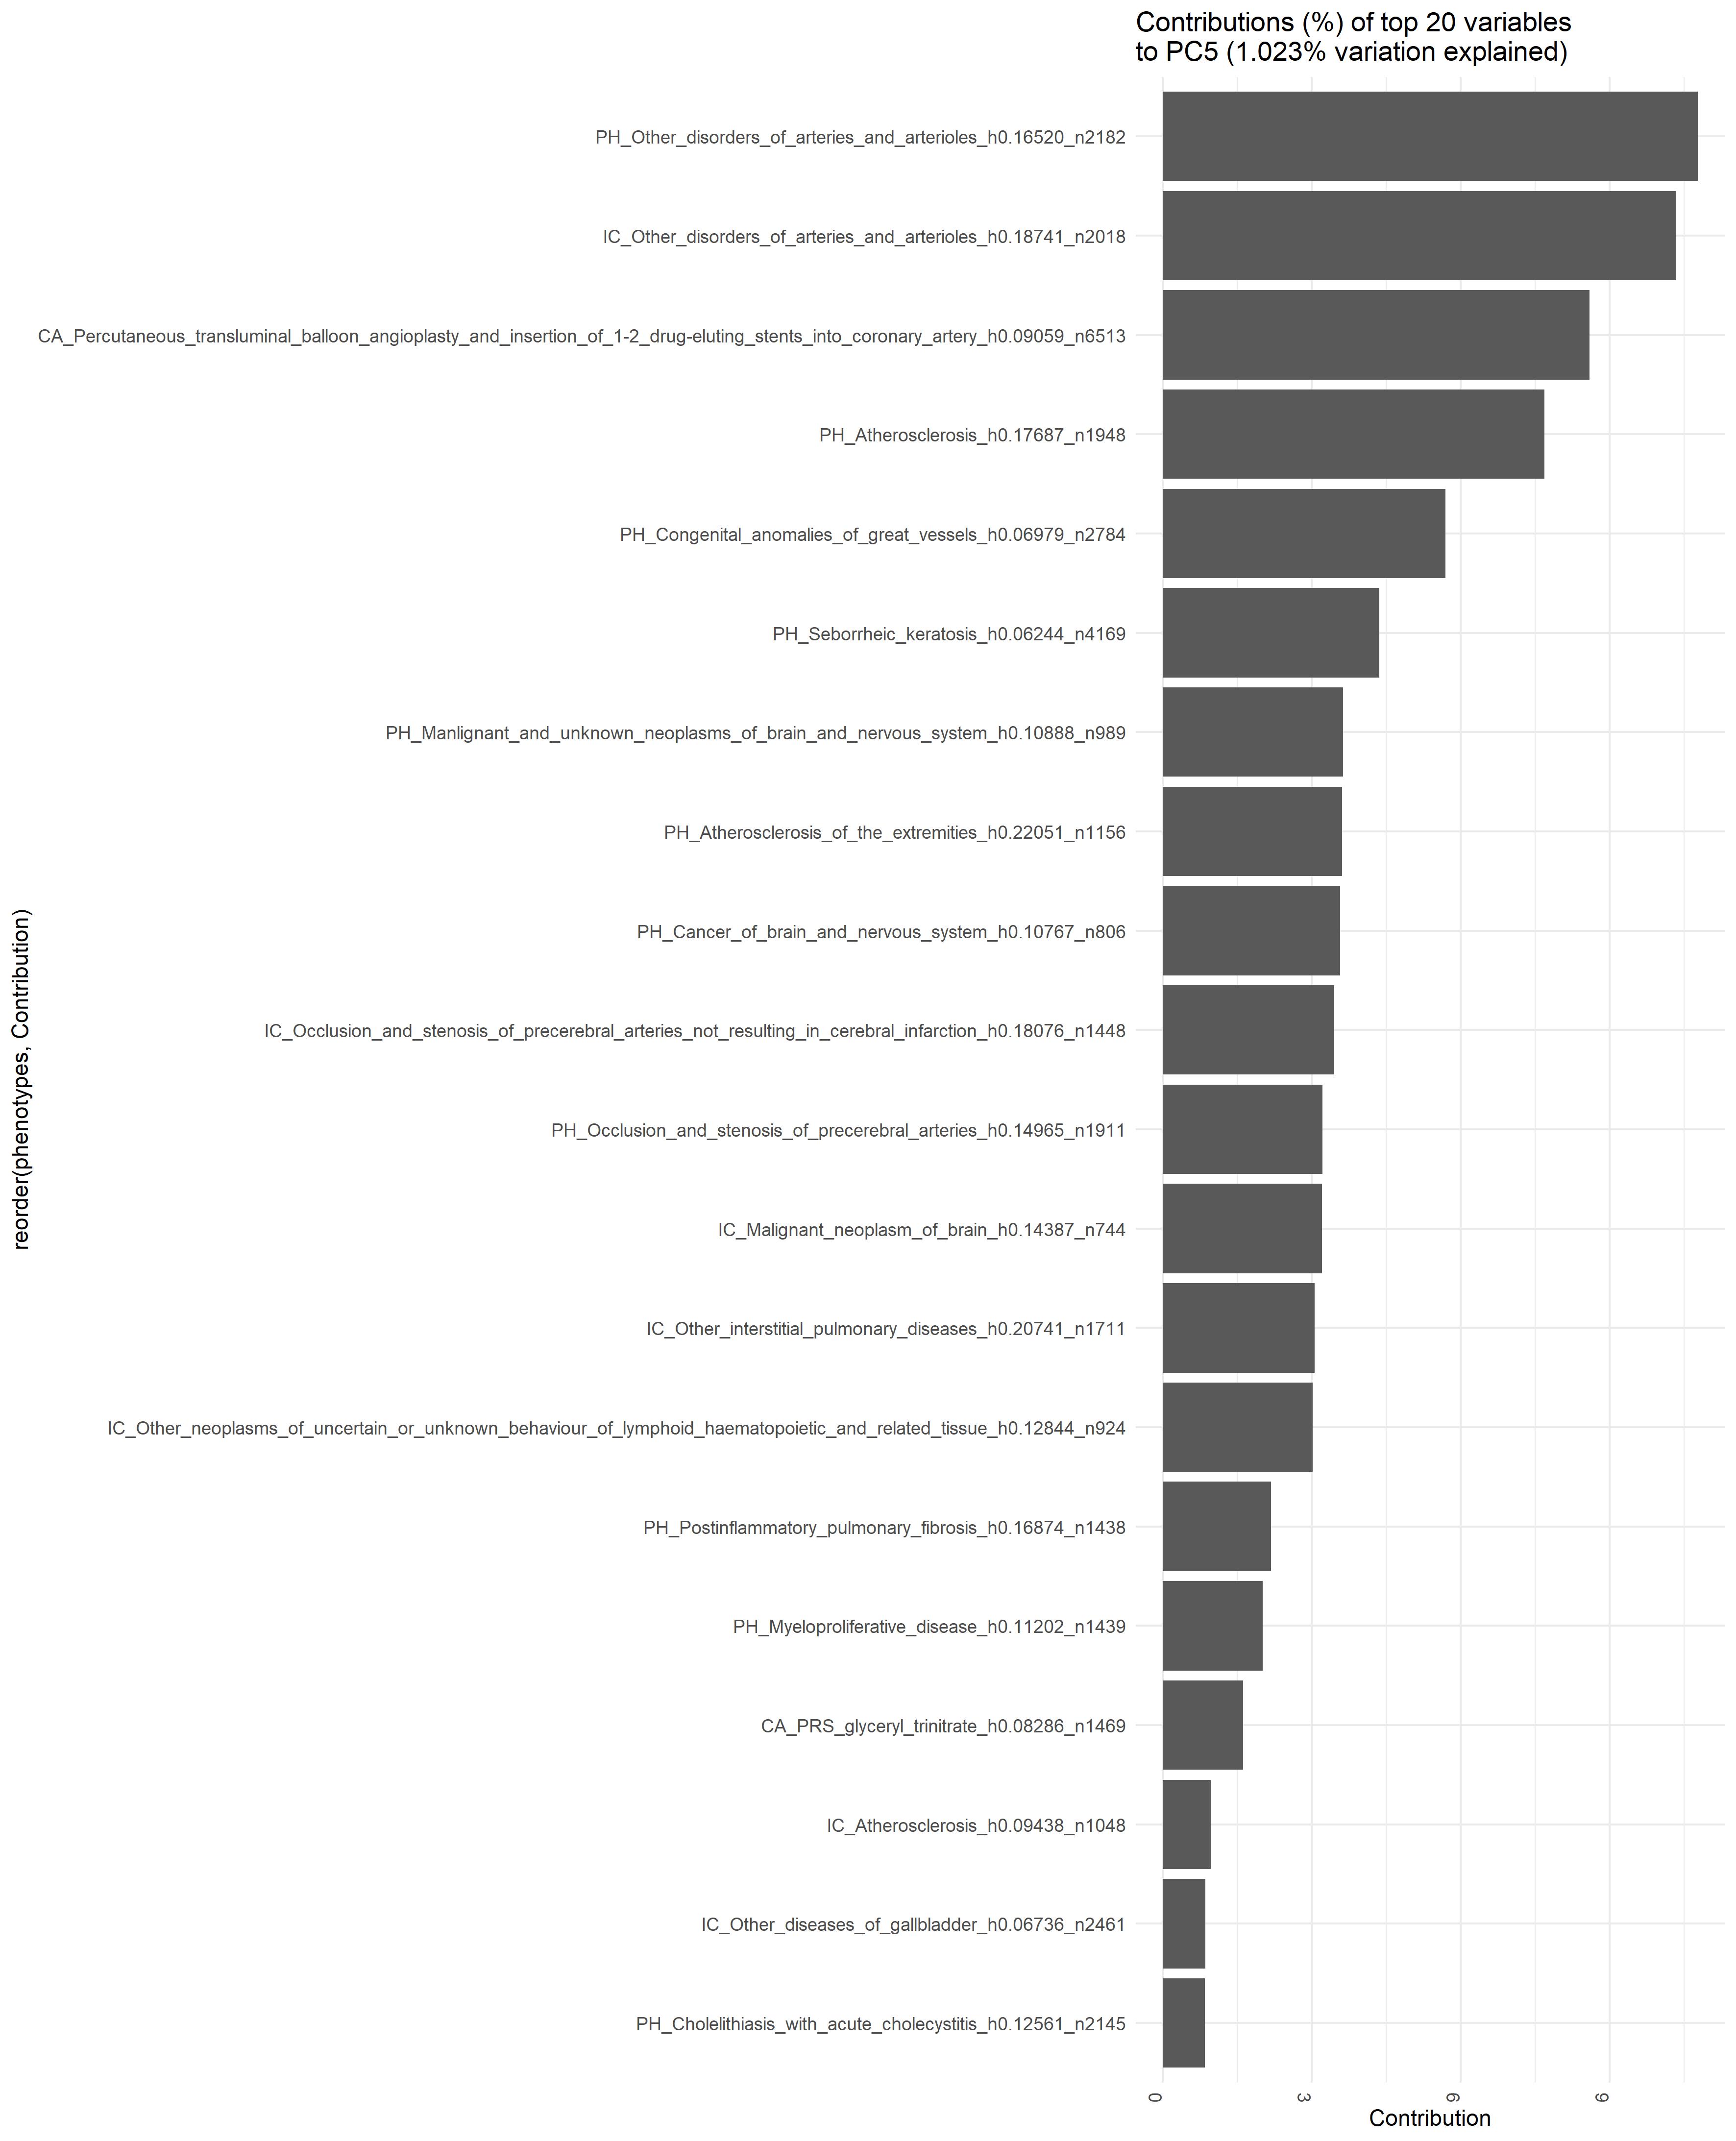 Contributions (%) of top 20 variables
to PC5 (1.023% variation explained)
PH_Other_disorders_of_arteries_and_arterioles_h0.16520_n2182
IC_Other_disorders_of_arteries_and_arterioles_h0.18741_n2018
CA_Percutaneous_transluminal_balloon_angioplasty_and_insertion_of_1-2_drug-eluting_stents_into_coronary_artery_h0.09059_n6513
PH_Atherosclerosis_h0.17687_n1948
PH_Congenital_anomalies_of_great_vessels_h0.06979_n2784
PH_Seborrheic_keratosis_h0.06244_n4169
PH_Manlignant_and_unknown_neoplasms_of_brain_and_nervous_system_h0.10888_n989
PH_Atherosclerosis_of_the_extremities_h0.22051_n1156
PH_Cancer_of_brain_and_nervous_system_h0.10767_n806
IC_Occlusion_and_stenosis_of_precerebral_arteries_not_resulting_in_cerebral_infarction_h0.18076_n1448
PH_Occlusion_and_stenosis_of_precerebral_arteries_h0.14965_n1911
IC_Malignant_neoplasm_of_brain_h0.14387_n744
IC_Other_interstitial_pulmonary_diseases_h0.20741_n1711
IC_Other_neoplasms_of_uncertain_or_unknown_behaviour_of_lymphoid_haematopoietic_and_related_tissue_h0.12844_n924
PH_Postinflammatory_pulmonary_fibrosis_h0.16874_n1438
PH_Myeloproliferative_disease_h0.11202_n1439
CA_PRS_glyceryl_trinitrate_h0.08286_n1469
IC_Atherosclerosis_h0.09438_n1048
IC_Other_diseases_of_gallbladder_h0.06736_n2461
PH_Cholelithiasis_with_acute_cholecystitis_h0.12561_n2145
reorder(phenotypes, Contribution)
0 3 6 9
Contribution